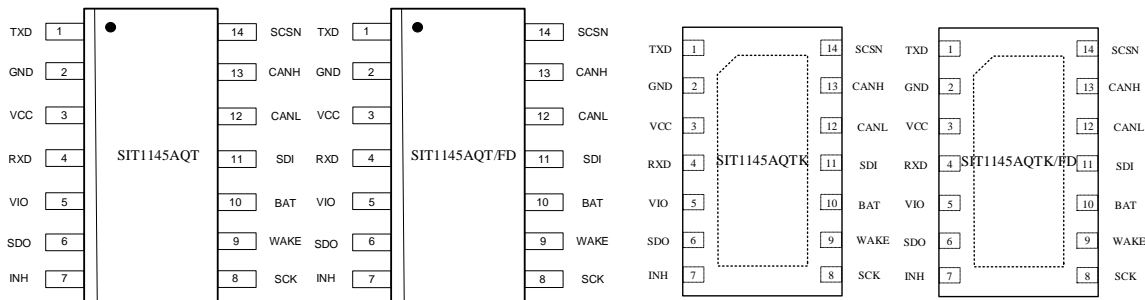 TXD 1 14 SCSN TXD 1 14 SCSN
GND 2 13 CANH GND 2 13 CANH
VCC 3 12 CANL VCC 3 12 CANL
RXD 4 SIT1145AQT 11 SDI RXD 4 SIT1145AQT/FD 11 SDI
VIO 5 10 BAT VIO 5 10 BAT
SDO 6 9 WAKE SDO 6 9 WAKE
INH 7 8 SCK INH 7 8 SCK
TXD 1 14 SCSN TXD 1 14 SCSN
GND 2 13 CANH GND 2 13 CANH
VCC 3 12 CANL VCC 3 12 CANL
RXD 4 SIT1145AQTK 11 SDI RXD 4 SIT1145AQTK/FD 11 SDI
VIO 5 10 BAT VIO 5 10 BAT
SDO 6 9 WAKE SDO 6 9 WAKE
INH 7 8 SCK INH 7 8 SCK